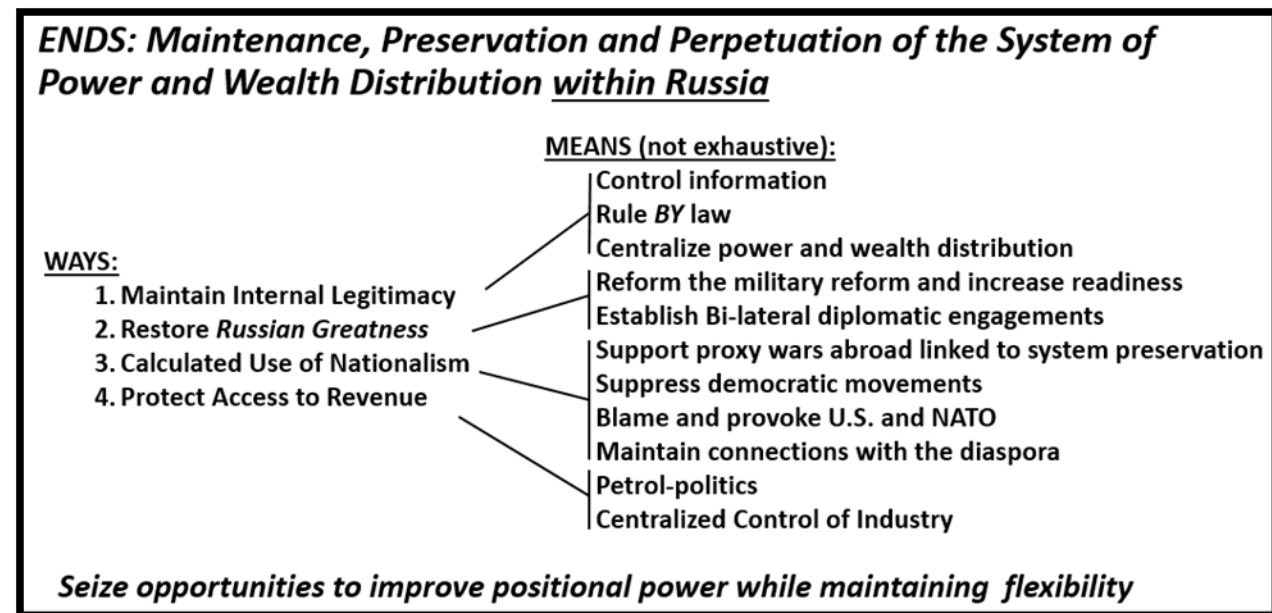 ENDS: Maintenance, Preservation and Perpetuation of the System of
Power and Wealth Distribution within Russia
WAYS:
1. Maintain Internal Legitimacy
2. Restore Russian Greatness
3. Calculated Use of Nationalism
4. Protect Access to Revenue
MEANS (not exhaustive):
Control information
Rule BY law
Centralize power and wealth distribution
Reform the military reform and increase readiness
Establish Bi-lateral diplomatic engagements
Support proxy wars abroad linked to system preservation
Suppress democratic movements
Blame and provoke U.S. and NATO
Maintain connections with the diaspora
Petrol-politics
Centralized Control of Industry
Seize opportunities to improve positional power while maintaining flexibility